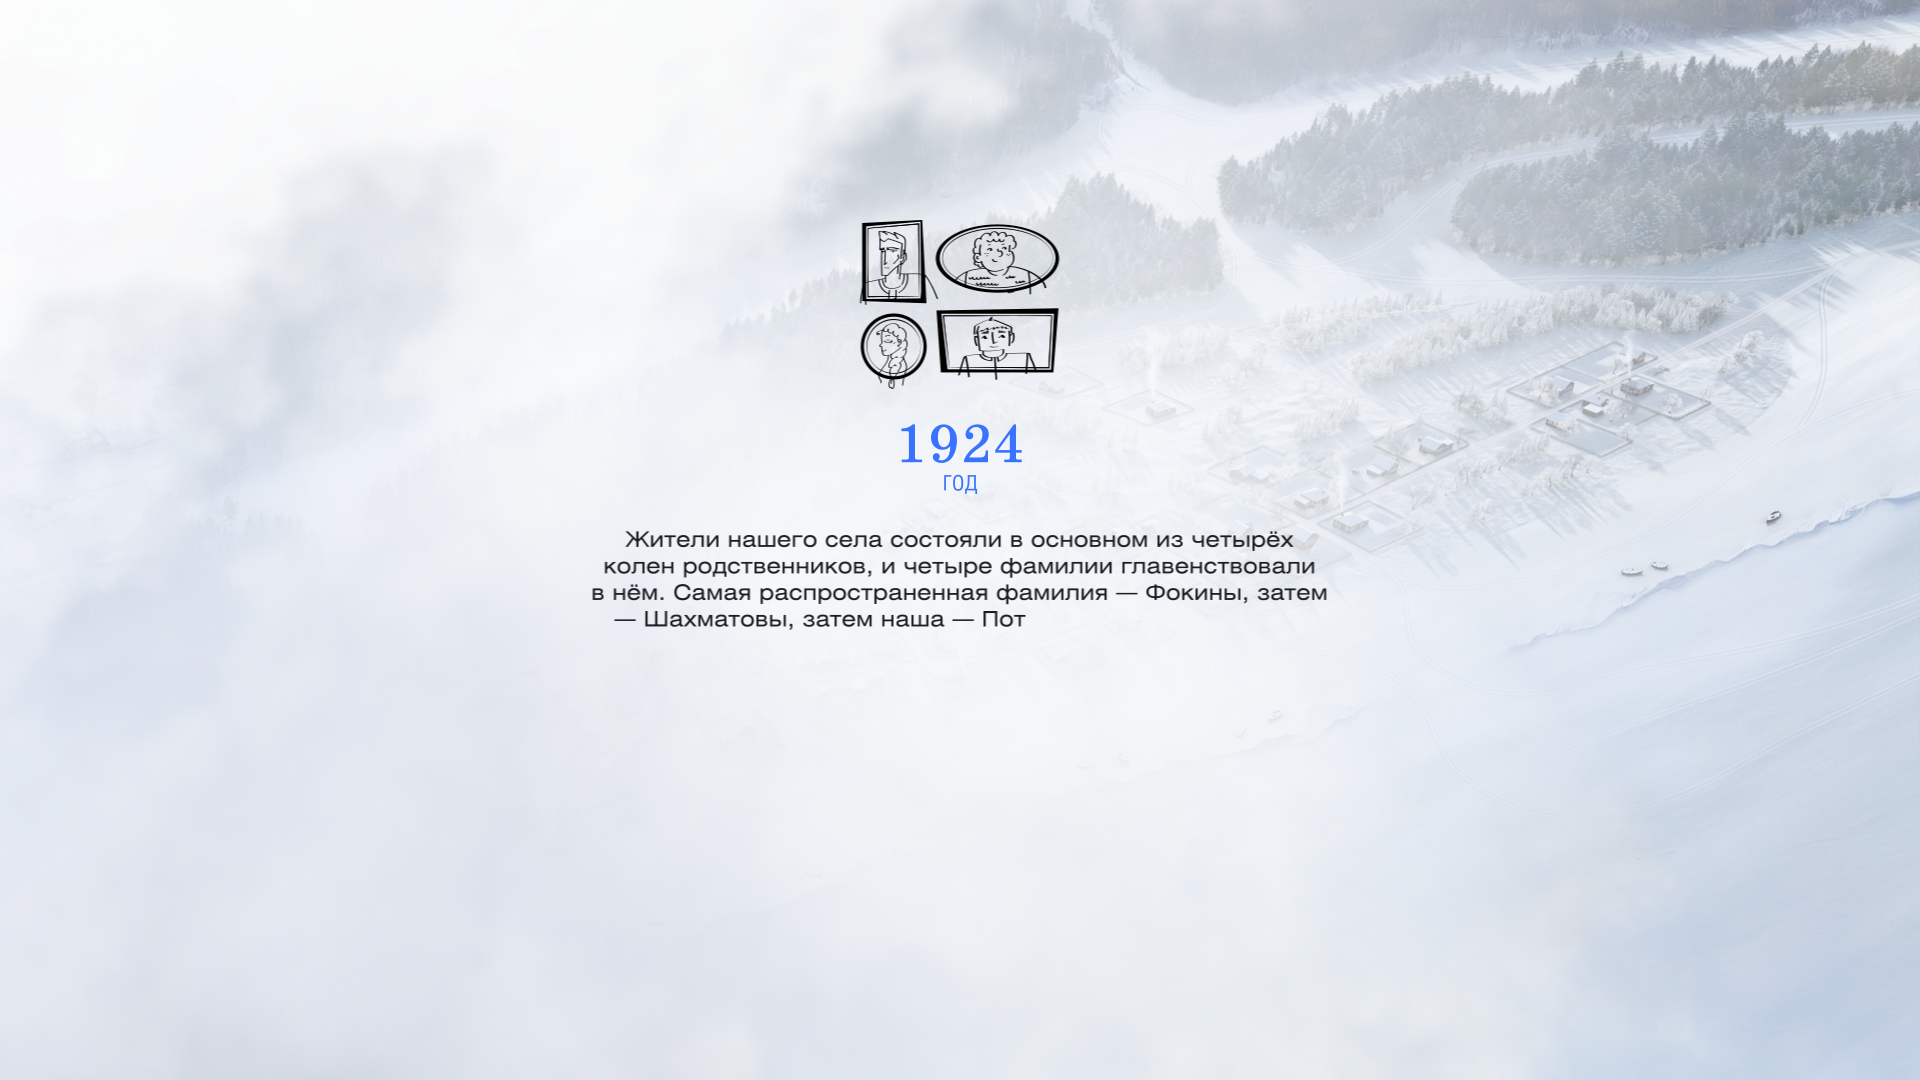 1924
ГОД
Жители нашего села состояли в основном из четырёх
колен родственников, и четыре фамилии главенствовали
в нём. Самая распространенная фамилия — Фокины, затем
— Шахматовы, затем наша — Пот